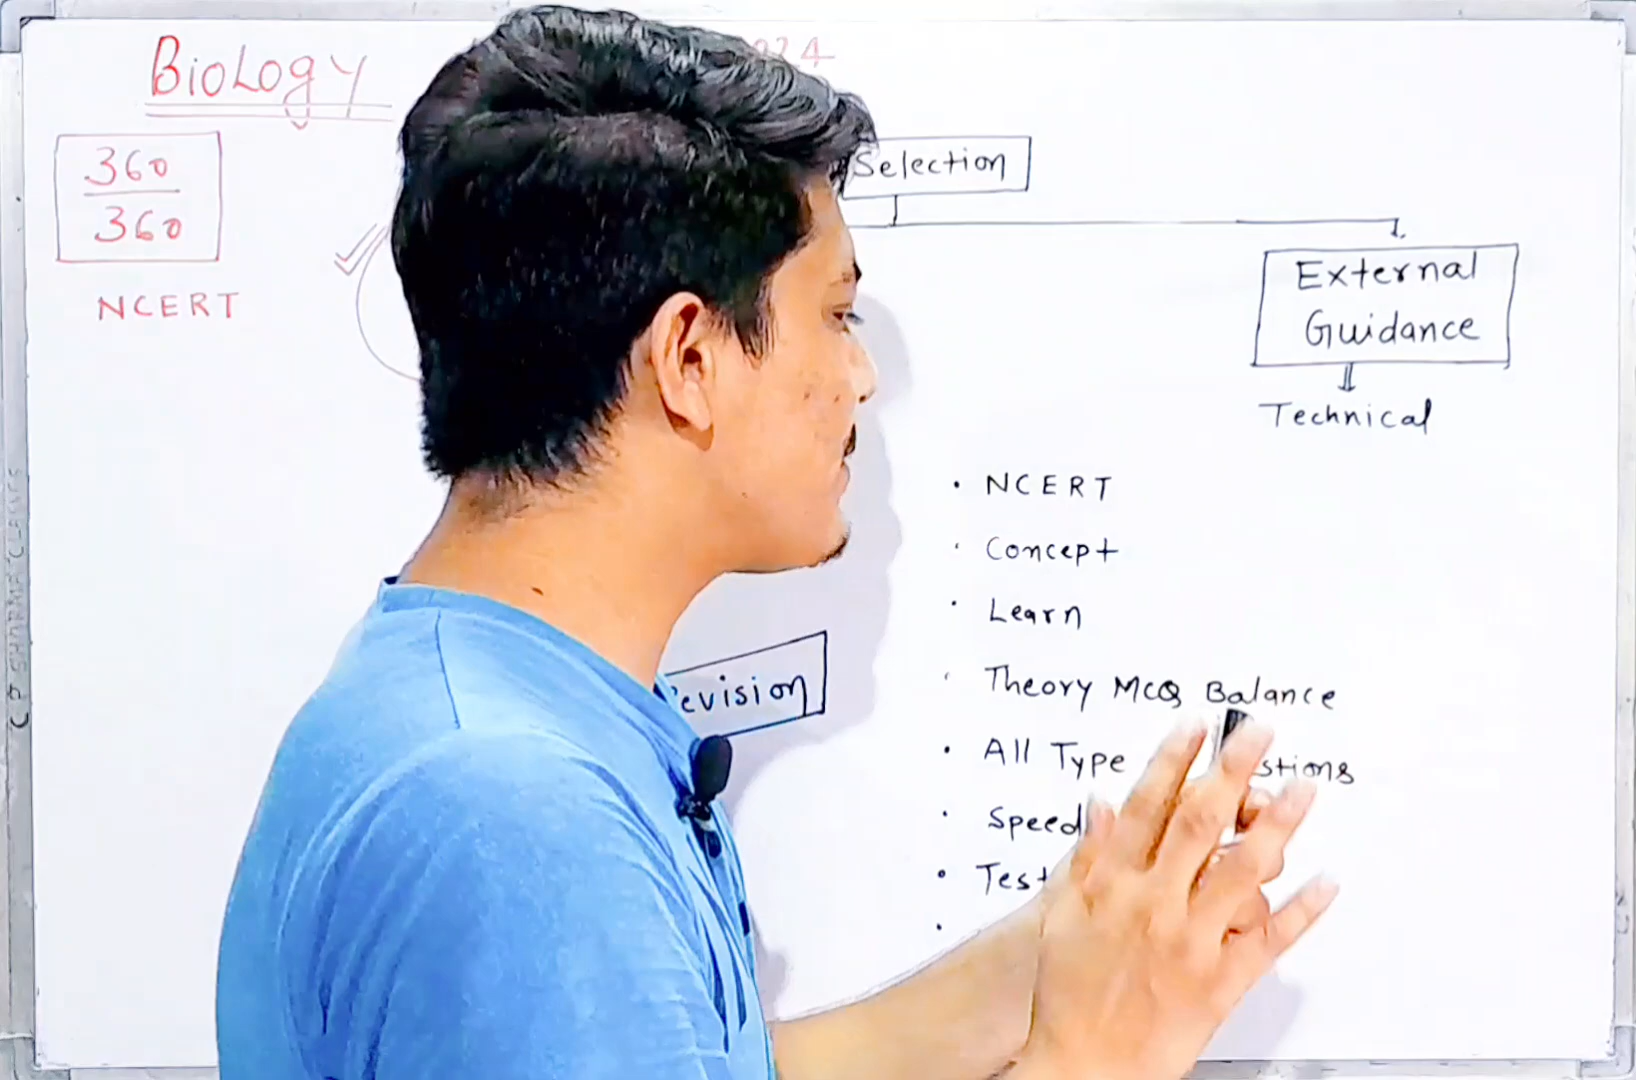 Biology
360
360
NCERT
Selection
External
Guidance
Technical
• NCERT
• Concept
• Learn
• Theory MCQ Balance
• All Type
• Speed
• Test